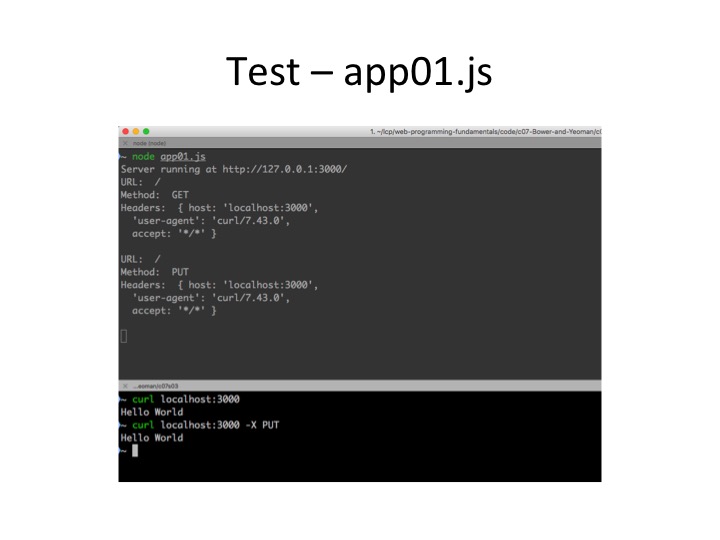 Test – app01.js
1. ~/lcp/web-programming-fundamentals/code/c07-Bower-and-Yeoman/c0
× node (node)
~ node app01.js
Server running at http://127.0.0.1:3000/
URL:  /
Method:  GET
Headers:  { host: 'localhost:3000',
  'user-agent': 'curl/7.43.0',
  accept: '*/*' }
URL:  /
Method:  PUT
Headers:  { host: 'localhost:3000',
  'user-agent': 'curl/7.43.0',
  accept: '*/*' }
× ...eoman/c07s03
~ curl localhost:3000
Hello World
~ curl localhost:3000 -X PUT
Hello World
~